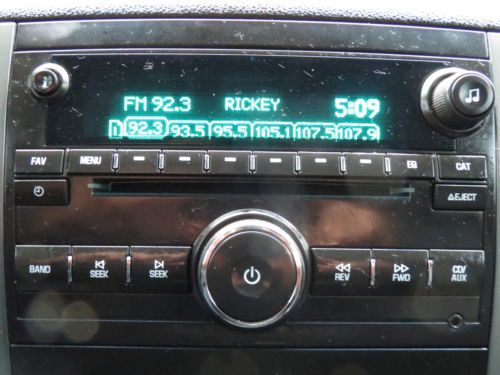 FM 92.3 RICKEY 5:09
1 92.3 93.5 95.5 105.1 107.5 107.9
FAV MENU EQ CAT
EJECT
BAND SEEK SEEK REV FWD CD/
AUX